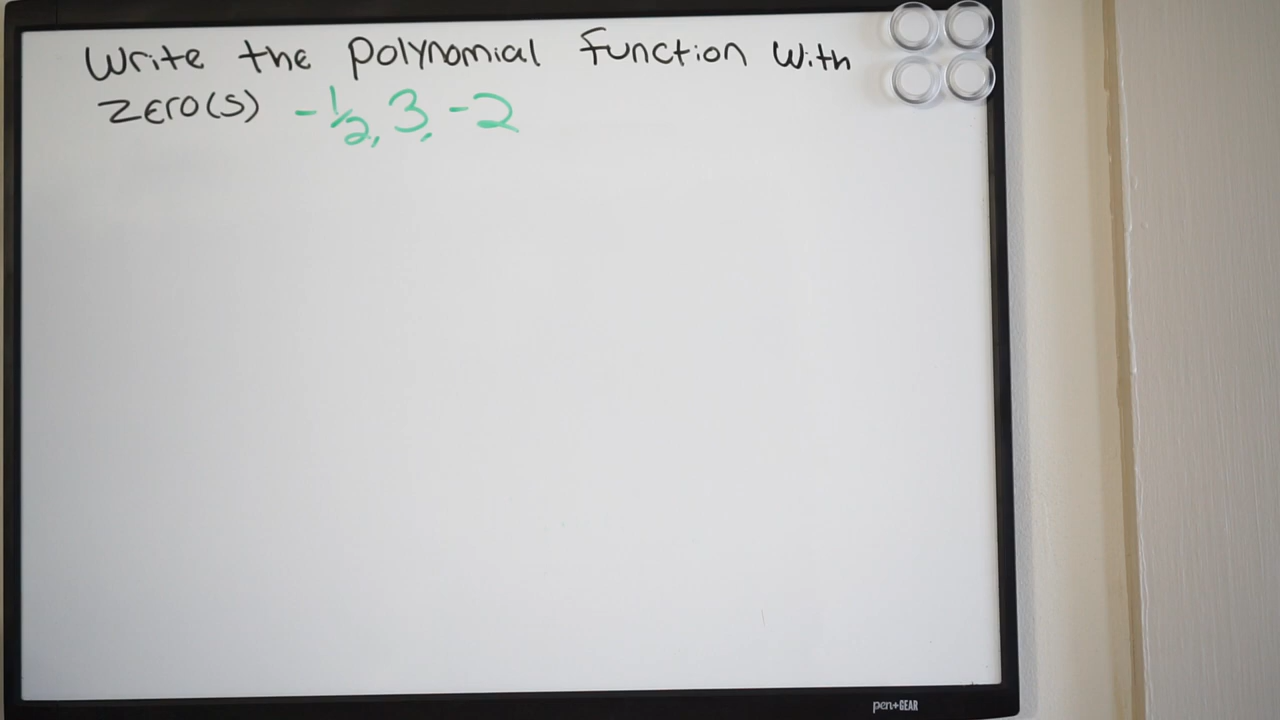 Write the polynomial function with
zero(s) -1/2, 3, -2
pen+GEAR